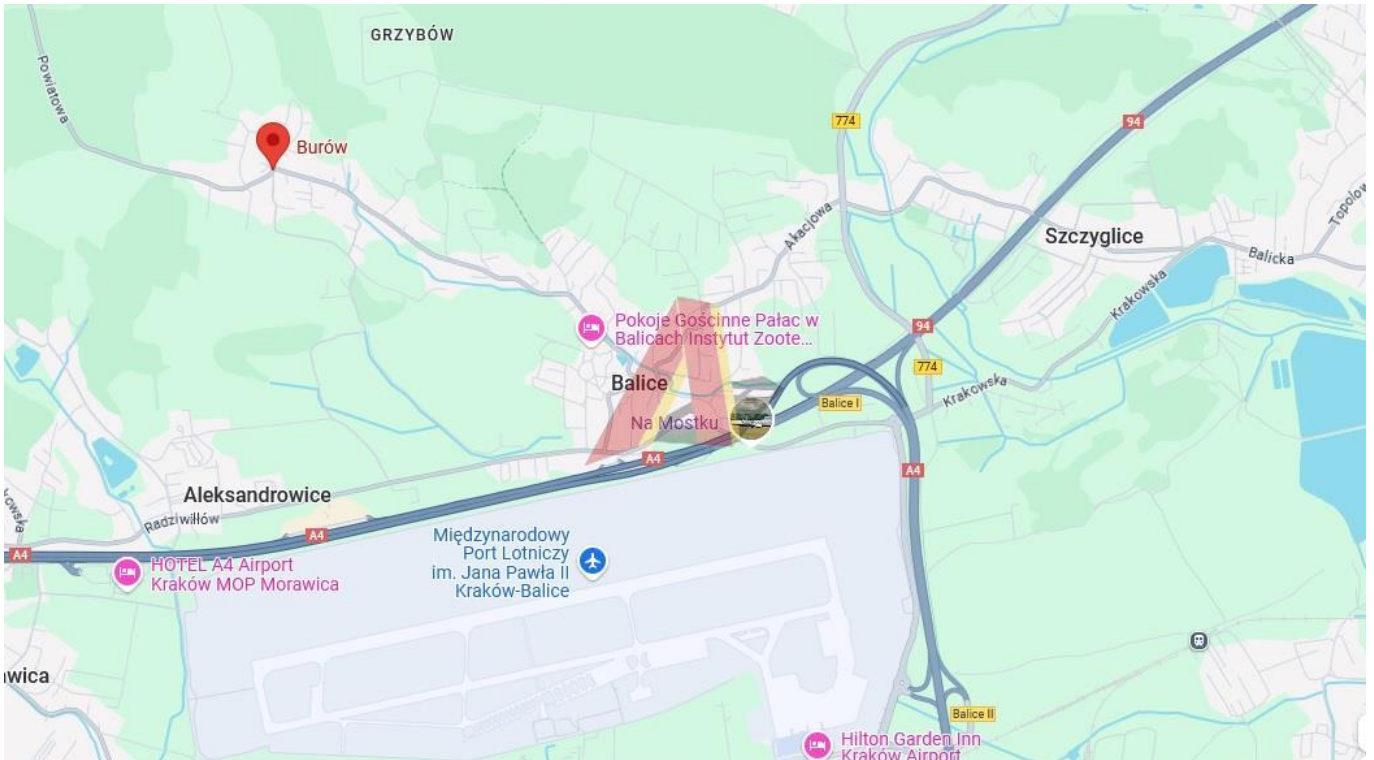 GRZYBÓW
Powiatowa
Burów
774
94
Akacjowa
Szczyglice
Topolow
Balicka
Krakowska
Pokoje Gościnne Pałac w
Balicach Instytut Zoote...
94
774
Balice
Krakowska
Balice I
Na Mostku
A4
A4
Aleksandrowice
kowska
Radziwiłłów
A4
A4
Międzynarodowy
Port Lotniczy
im. Jana Pawła II
Kraków-Balice
HOTEL A4 Airport
Kraków MOP Morawica
awica
Balice II
Hilton Garden Inn
Kraków Airport